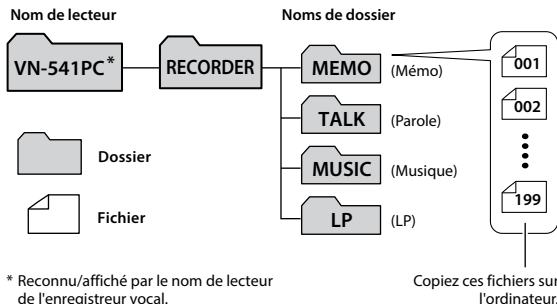 Nom de lecteur
Noms de dossier
VN-541PC*
RECORDER
MEMO
(Mémo)
001
002
TALK
(Parole)
Dossier
MUSIC
(Musique)
199
Fichier
LP
(LP)
* Reconnu/affiché par le nom de lecteur
de l'enregistreur vocal.
Copiez ces fichiers sur
l'ordinateur.